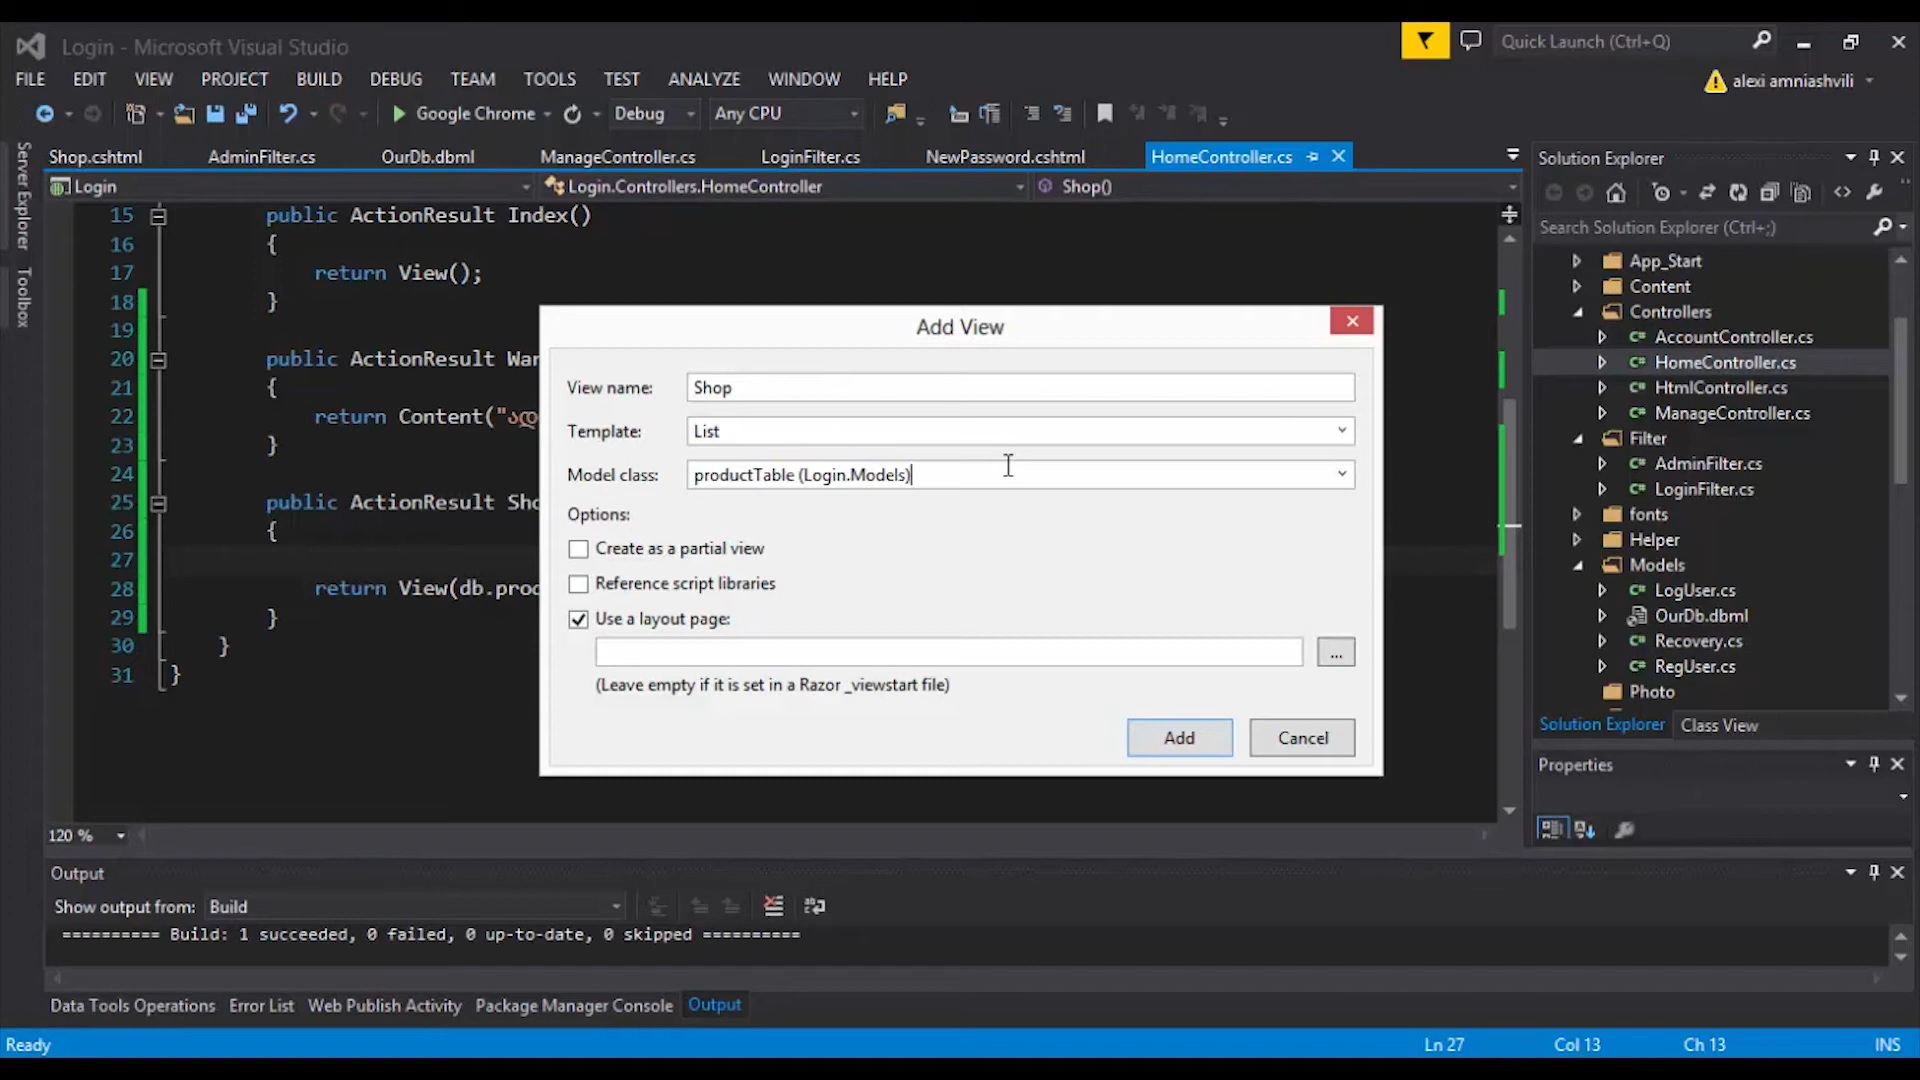 Login - Microsoft Visual Studio
Quick Launch (Ctrl+Q)
FILE EDIT VIEW PROJECT BUILD DEBUG TEAM TOOLS TEST ANALYZE WINDOW HELP
alexi amniashvili
Google Chrome Debug Any CPU
Shop.cshtml AdminFilter.cs OurDb.dbml ManageController.cs LoginFilter.cs NewPassword.cshtml HomeController.cs
Login Login.Controllers.HomeController Shop()
Server Explorer
Toolbox
15 public ActionResult Index()
16 {
17 return View();
18 }
19
20 public ActionResult War
21 {
22 return Content("ად
23 }
24
25 public ActionResult Sho
26 {
27
28 return View(db.prod
29 }
30 }
31 }
120 %
Add View
View name: Shop
Template: List
Model class: productTable (Login.Models)
Options:
Create as a partial view
Reference script libraries
Use a layout page:
...
(Leave empty if it is set in a Razor _viewstart file)
Add Cancel
Solution Explorer
Search Solution Explorer (Ctrl+;)
App_Start
Content
Controllers
AccountController.cs
HomeController.cs
HtmlController.cs
ManageController.cs
Filter
AdminFilter.cs
LoginFilter.cs
fonts
Helper
Models
LogUser.cs
OurDb.dbml
Recovery.cs
RegUser.cs
Photo
Solution Explorer Class View
Properties
Output
Show output from: Build
========== Build: 1 succeeded, 0 failed, 0 up-to-date, 0 skipped ==========
Data Tools Operations Error List Web Publish Activity Package Manager Console Output
Ready Ln 27 Col 13 Ch 13 INS